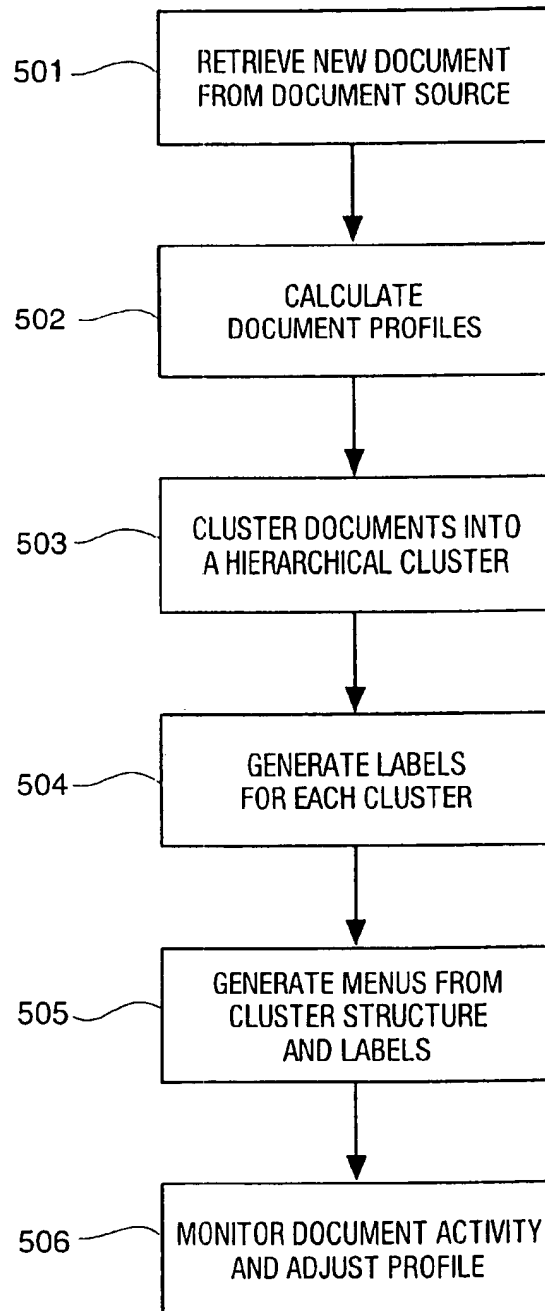 501
RETRIEVE NEW DOCUMENT
FROM DOCUMENT SOURCE
502
CALCULATE
DOCUMENT PROFILES
503
CLUSTER DOCUMENTS INTO
A HIERARCHICAL CLUSTER
504
GENERATE LABELS
FOR EACH CLUSTER
505
GENERATE MENUS FROM
CLUSTER STRUCTURE
AND LABELS
506
MONITOR DOCUMENT ACTIVITY
AND ADJUST PROFILE